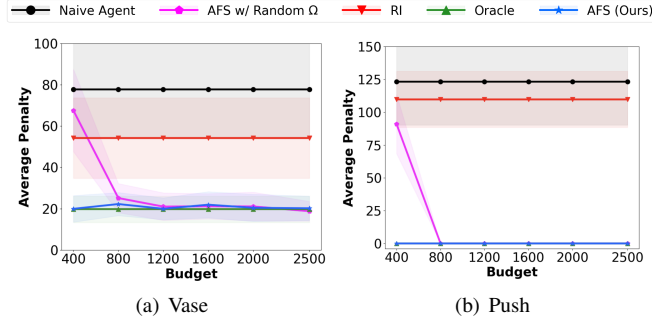 Naive Agent AFS w/ Random Ω RI Oracle AFS (Ours)
100
80
60
40
20
0
Average Penalty
400 800 1200 1600 2000 2500
Budget
(a) Vase
150
125
100
75
50
25
0
Average Penalty
400 800 1200 1600 2000 2500
Budget
(b) Push